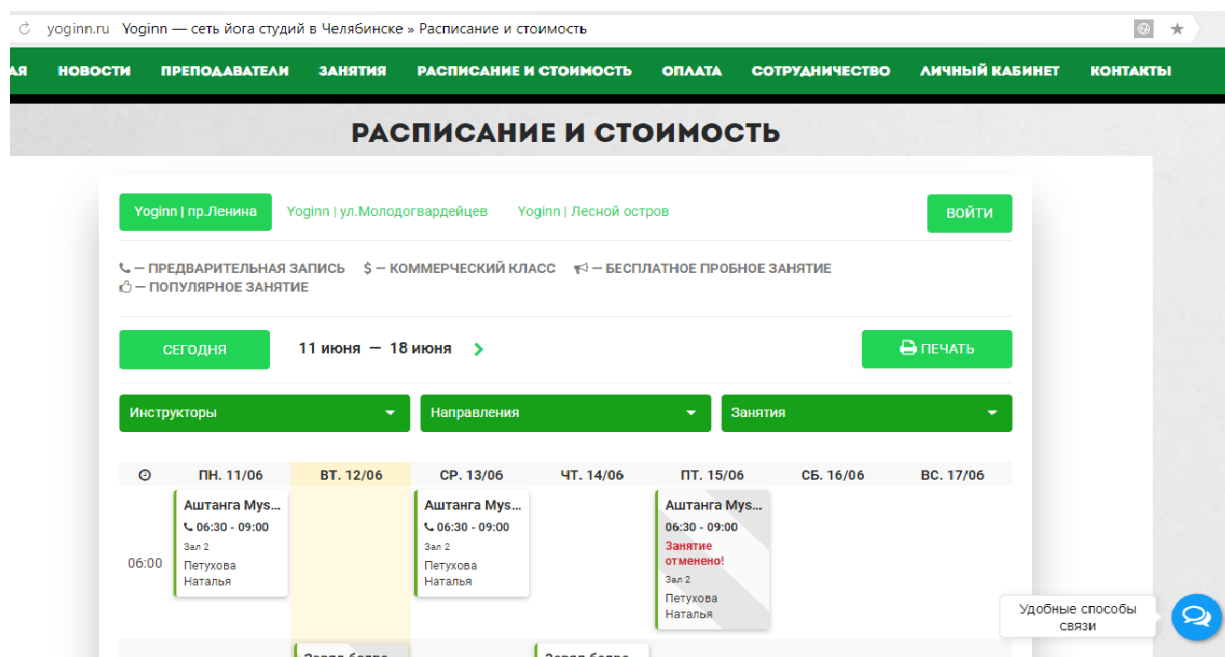 yoginn.ru Yoginn — сеть йога студий в Челябинске » Расписание и стоимость
АЯ НОВОСТИ ПРЕПОДАВАТЕЛИ ЗАНЯТИЯ РАСПИСАНИЕ И СТОИМОСТЬ ОПЛАТА СОТРУДНИЧЕСТВО ЛИЧНЫЙ КАБИНЕТ КОНТАКТЫ
РАСПИСАНИЕ И СТОИМОСТЬ
Yoginn | пр.Ленина Yoginn | ул.Молодогвардейцев Yoginn | Лесной остров ВОЙТИ
— ПРЕДВАРИТЕЛЬНАЯ ЗАПИСЬ $ — КОММЕРЧЕСКИЙ КЛАСС — БЕСПЛАТНОЕ ПРОБНОЕ ЗАНЯТИЕ
— ПОПУЛЯРНОЕ ЗАНЯТИЕ
СЕГОДНЯ 11 июня — 18 июня ПЕЧАТЬ
Инструкторы Направления Занятия
ПН. 11/06 ВТ. 12/06 СР. 13/06 ЧТ. 14/06 ПТ. 15/06 СБ. 16/06 ВС. 17/06
06:00
Аштанга Mys...
06:30 - 09:00
Зал 2
Петухова
Наталья
Аштанга Mys...
06:30 - 09:00
Зал 2
Петухова
Наталья
Аштанга Mys...
06:30 - 09:00
Занятие
отменено!
Зал 2
Петухова
Наталья
Удобные способы
связи